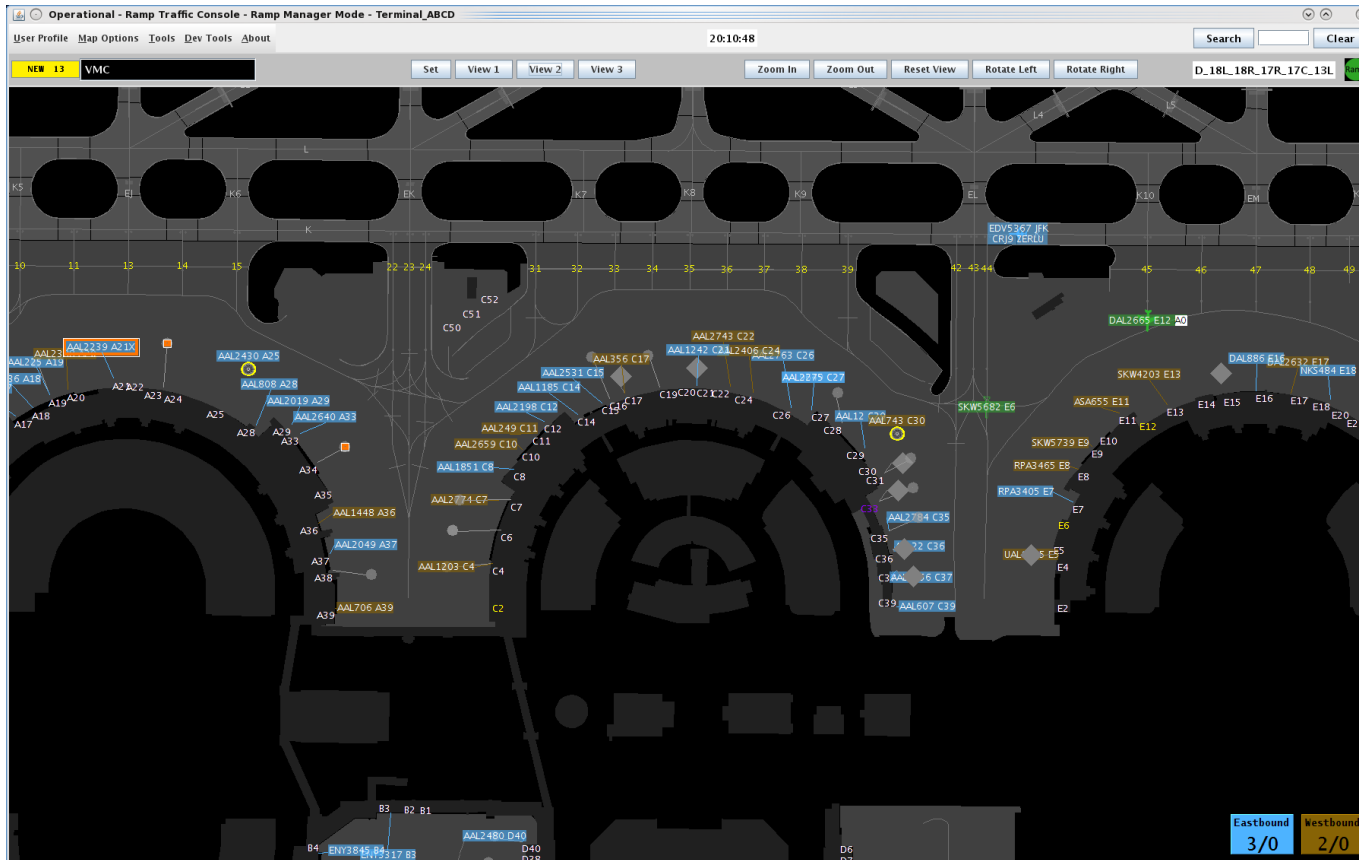 Operational - Ramp Traffic Console - Ramp Manager Mode - Terminal_ABCD
User Profile Map Options Tools Dev Tools About 20:10:48 Search Clear
NEW 13 VMC Set View 1 View 2 View 3 Zoom In Zoom Out Reset View Rotate Left Rotate Right D_18L_18R_17R_17C_13L
L4 L5
L
K5 EJ K6 EK K7 K8 K9 EL K10 EM
K
EDV5367 JFK
CRJ9 ZERLU
10 11 13 14 15 22 23 24 31 32 33 34 35 36 37 38 39 42 43 44 45 46 47 48 49
C52
C51
C50
DAL2665 E12 A0
AAL2743 C22
AAL2239 A21X
AAL2430 A25
AAL356 C17
AAL1242
C24
C26
DAL886 E16
E17
A19
AAL2531 C15
SKW4203 E13
NKS484 E18
A18
AAL808 A28
AAL1185 C14
AAL2275 C27
AAL2019 A29
AAL2198 C12
SKW5682 E6
ASA655 E11
AAL2640 A33
AAL12
AAL743 C30
AAL249 C11
AAL2659 C10
SKW5739 E9
AAL1851 C8
RPA3465 E8
AAL2774 C7
RPA3405 E7
AAL1448 A36
C35
AAL2049 A37
C36
AAL1203 C4
C37
AAL706 A39
AAL607 C39
A17 A18 A19 A20 A21 A22 A23 A24 A25 A28 A29 A33 A34 A35 A36 A37 A38 A39
C2 C4 C6 C7 C8 C10 C11 C12 C14 C15 C16 C17 C19 C20 C21 C22 C24 C26 C27 C28 C29 C30 C31 C35 C36 C39
E2 E4 E5 E6 E7 E8 E9 E10 E11 E12 E13 E14 E15 E16 E17 E18 E20
B3 B2 B1
AAL2480 D40
B4 ENY3845 B4
B3
D40
D6
Eastbound
3/0
Westbound
2/0